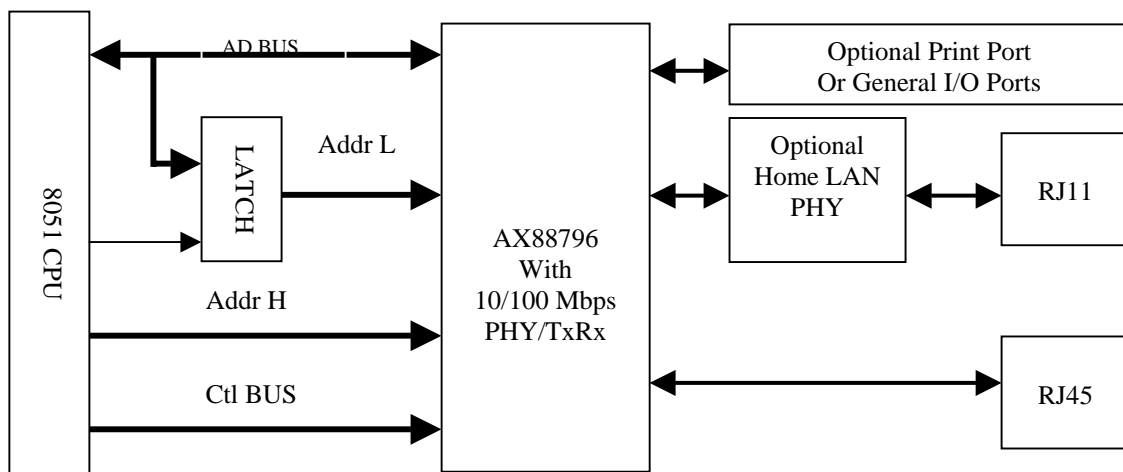 8051 CPU
AD BUS
LATCH
Addr L
Addr H
Ctl BUS
AX88796
With
10/100 Mbps
PHY/TxRx
Optional Print Port
Or General I/O Ports
Optional
Home LAN
PHY
RJ11
RJ45